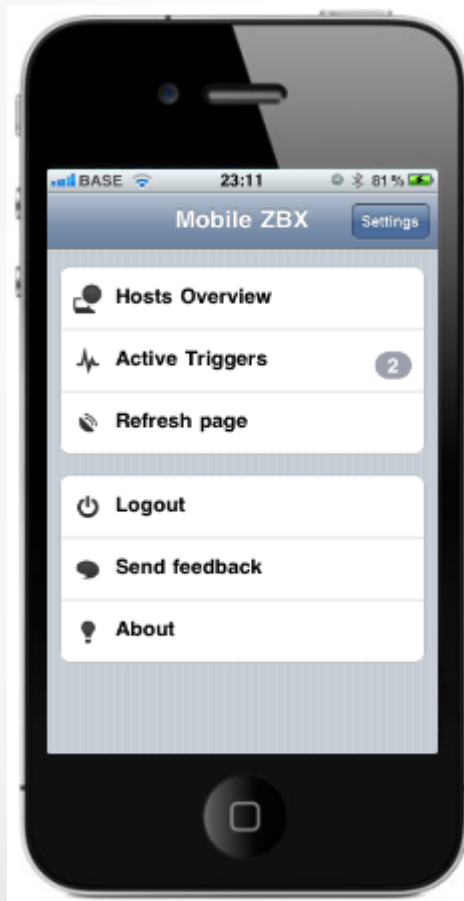 BASE 23:11 81%
Mobile ZBX Settings
Hosts Overview
Active Triggers 2
Refresh page
Logout
Send feedback
About